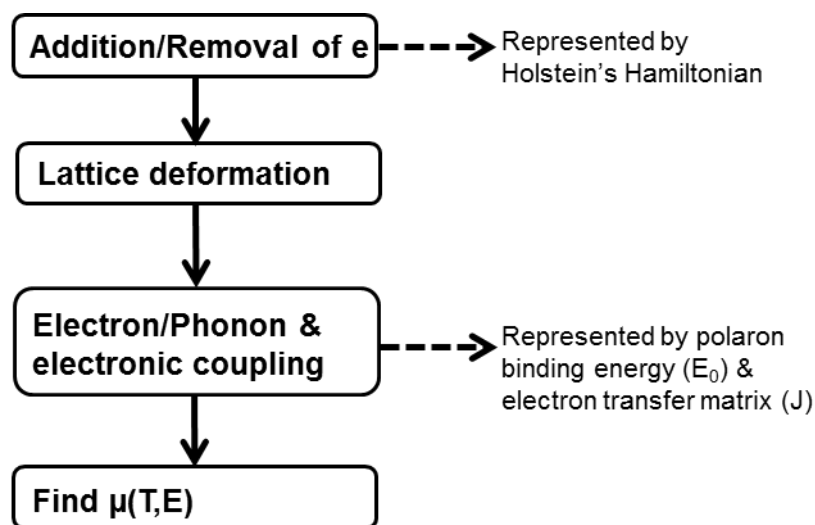 Addition/Removal of e
Represented by
Holstein's Hamiltonian
Lattice deformation
Electron/Phonon &
electronic coupling
Represented by polaron
binding energy (E₀) &
electron transfer matrix (J)
Find μ(T,E)